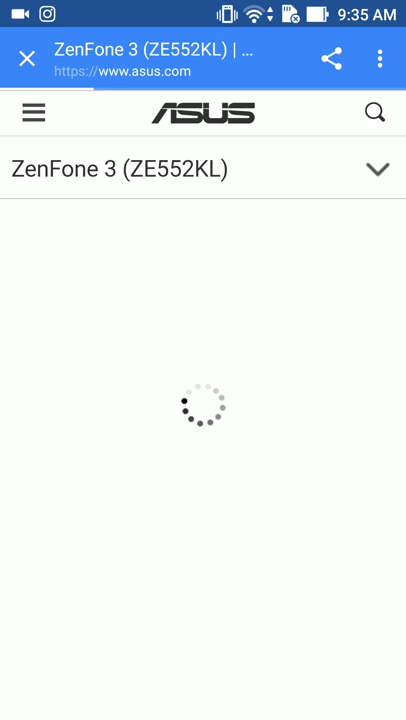 9:35 AM
ZenFone 3 (ZE552KL) | ...
https://www.asus.com
ASUS
ZenFone 3 (ZE552KL)